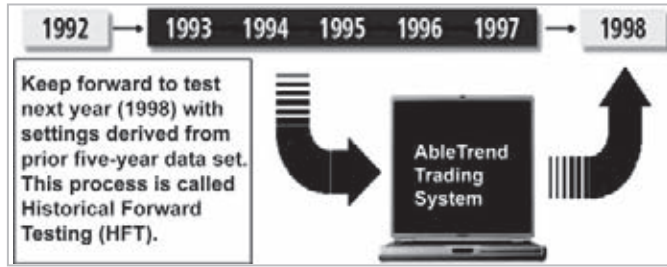 1992 1993 1994 1995 1996 1997 1998
Keep forward to test
next year (1998) with
settings derived from
prior five-year data set.
This process is called
Historical Forward
Testing (HFT).
AbleTrend
Trading
System